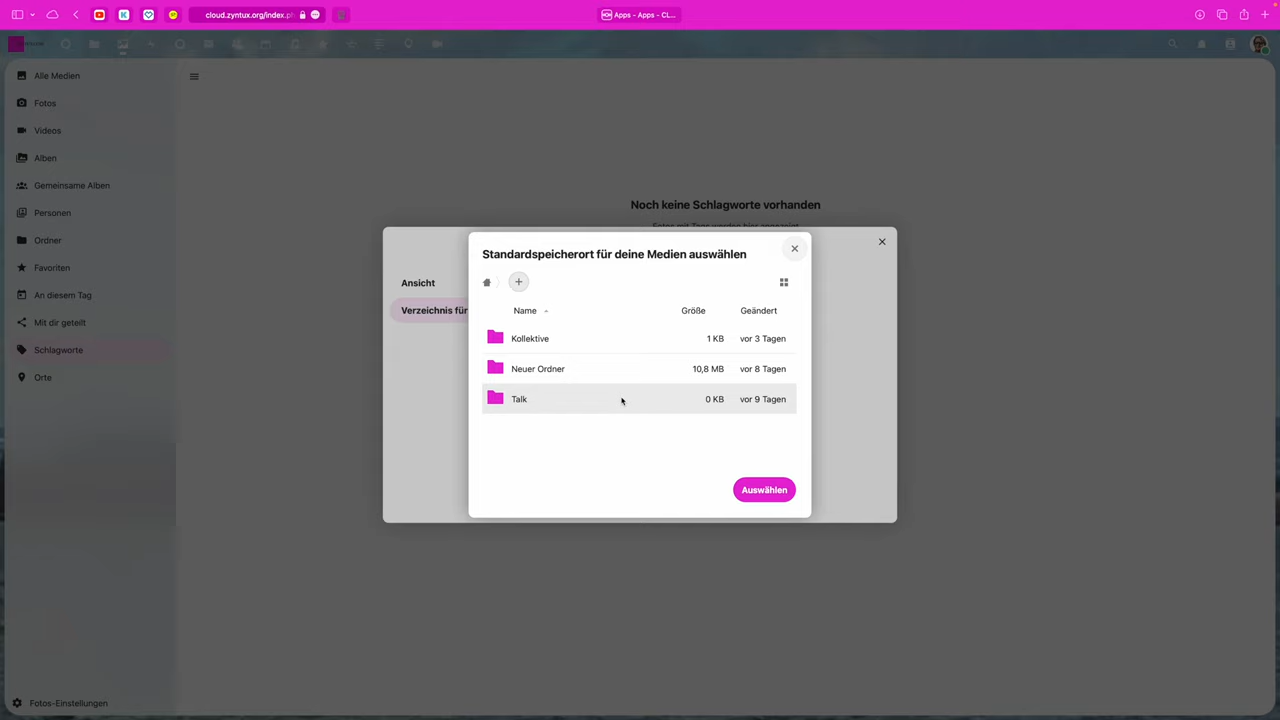 cloud.zyntux.org/index.p
Apps - Apps - CL...
Alle Medien
Fotos
Videos
Alben
Gemeinsame Alben
Personen
Ordner
Favoriten
An diesem Tag
Mit dir geteilt
Schlagworte
Orte
Fotos-Einstellungen
Noch keine Schlagworte vorhanden
Ansicht
Verzeichnis für
Standardspeicherort für deine Medien auswählen
Name Größe Geändert
Kollektive 1 KB vor 3 Tagen
Neuer Ordner 10,8 MB vor 8 Tagen
Talk 0 KB vor 9 Tagen
Auswählen